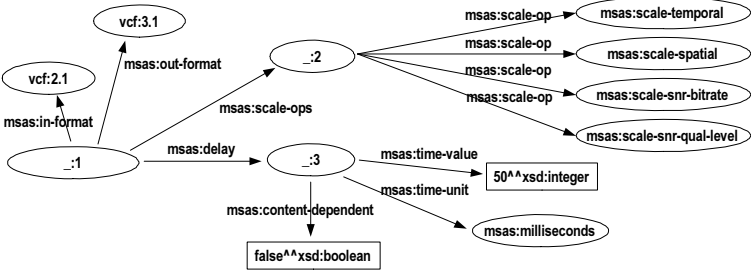 msas:scale-op
msas:scale-temporal
vcf:3.1
msas:scale-op
_:2
msas:scale-spatial
msas:out-format
msas:scale-op
vcf:2.1
msas:scale-op
msas:scale-snr-bitrate
msas:scale-ops
msas:in-format
msas:scale-snr-qual-level
msas:delay
_:1
_:3
msas:time-value
50^^xsd:integer
msas:time-unit
msas:content-dependent
msas:milliseconds
false^^xsd:boolean